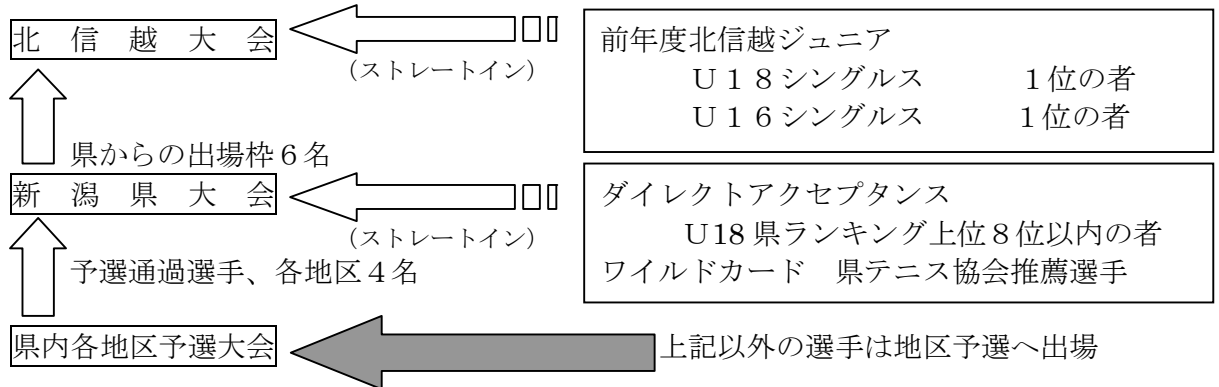 北信越大会
(ストレートイン)
前年度北信越ジュニア
U18シングルス 1位の者
U16シングルス 1位の者
県からの出場枠6名
新潟県大会
(ストレートイン)
ダイレクトアクセプタンス
U18県ランキング上位8位以内の者
ワイルドカード 県テニス協会推薦選手
予選通過選手、各地区4名
県内各地区予選大会
上記以外の選手は地区予選へ出場